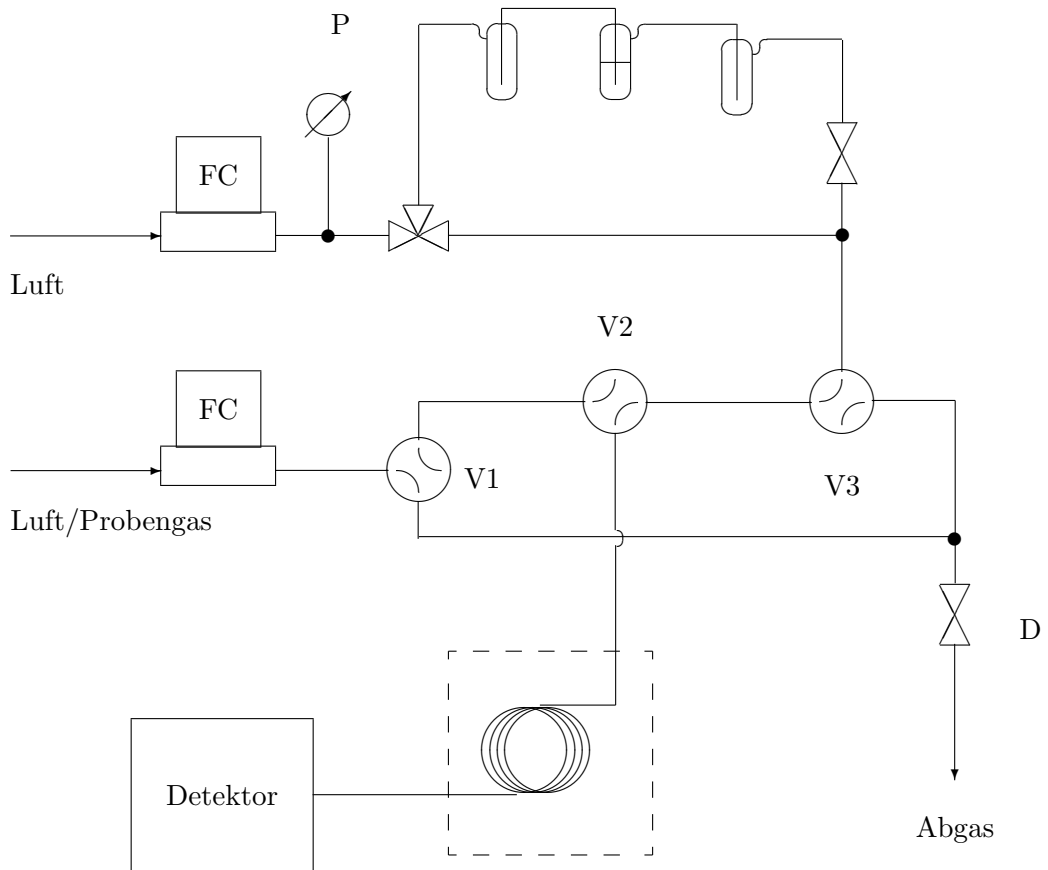 P
FC
Luft
V2
FC
V1
V3
Luft/Probengas
D
Detektor
Abgas